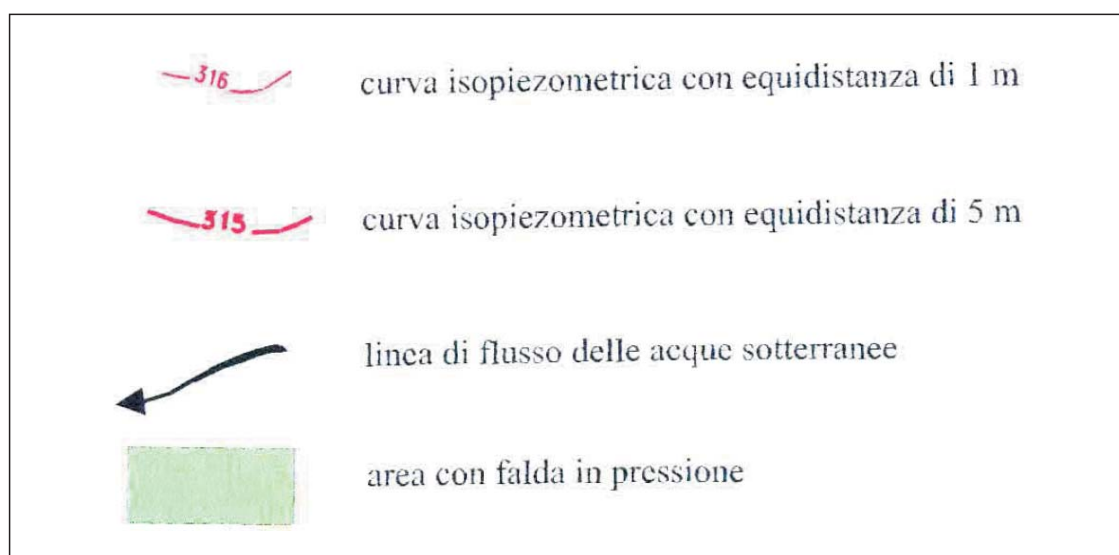 316 curva isopiezometrica con equidistanza di 1 m
315 curva isopiezometrica con equidistanza di 5 m
linea di flusso delle acque sotterranee
area con falda in pressione